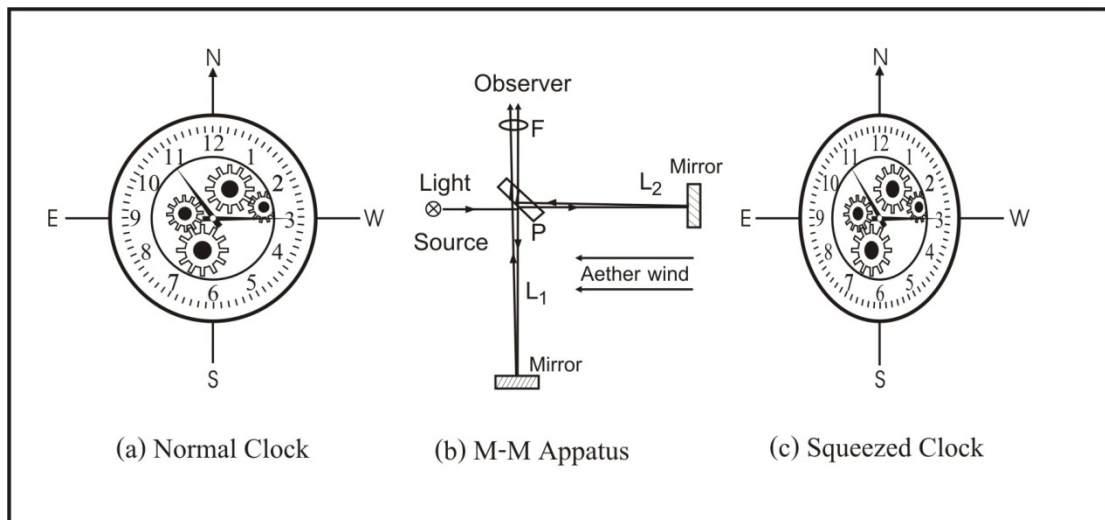 N
12
11
1
10
2
E
9
3
W
8
4
7
5
6
S
(a) Normal Clock
Observer
F
Mirror
Light
L2
Source
P
Aether wind
L1
Mirror
(b) M-M Appatus
N
12
11
1
10
2
E
9
3
W
8
4
7
5
6
S
(c) Squeezed Clock